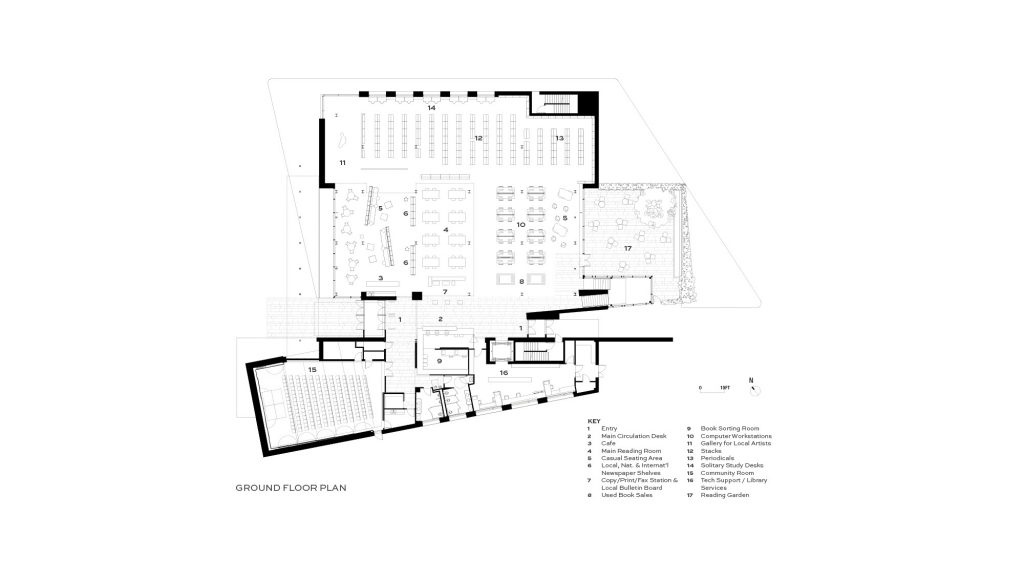 14
12
13
11
5
6
5
4
10
17
6
3
8
7
1
2
1
9
16
15
N
0
15FT
KEY
1 Entry
2 Main Circulation Desk
3 Cafe
4 Main Reading Room
5 Casual Seating Area
6 Local, Nat. & Internat'l
Newspaper Shelves
7 Copy/Print/Fax Station &
Local Bulletin Board
8 Used Book Sales
9 Book Sorting Room
10 Computer Workstations
11 Gallery for Local Artists
12 Stacks
13 Periodicals
14 Solitary Study Desks
15 Community Room
16 Tech Support / Library
Services
17 Reading Garden
GROUND FLOOR PLAN